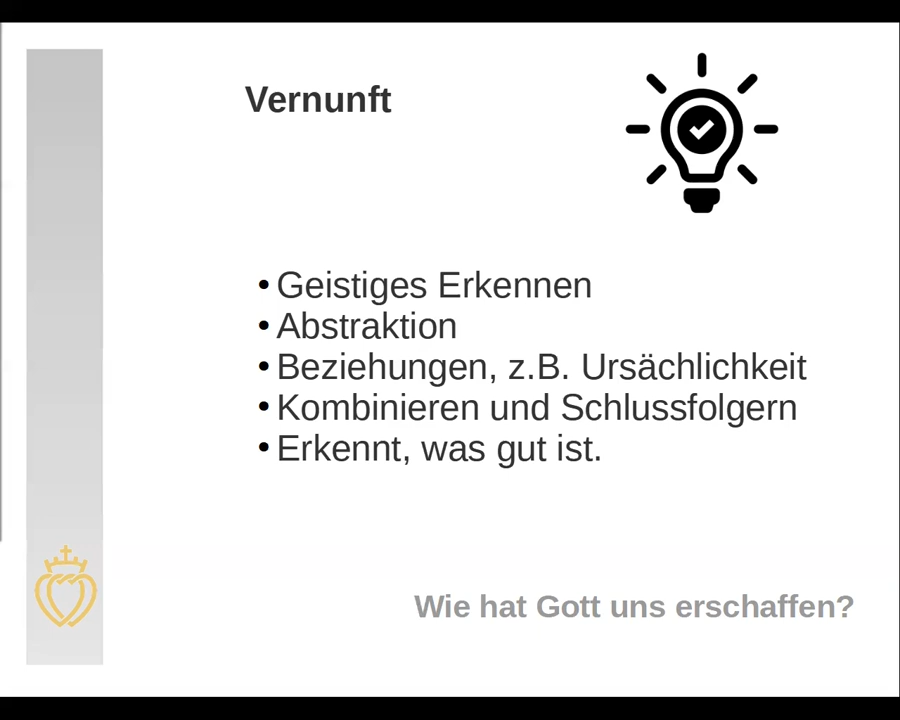 Vernunft
• Geistiges Erkennen
• Abstraktion
• Beziehungen, z.B. Ursächlichkeit
• Kombinieren und Schlussfolgern
• Erkennt, was gut ist.
Wie hat Gott uns erschaffen?